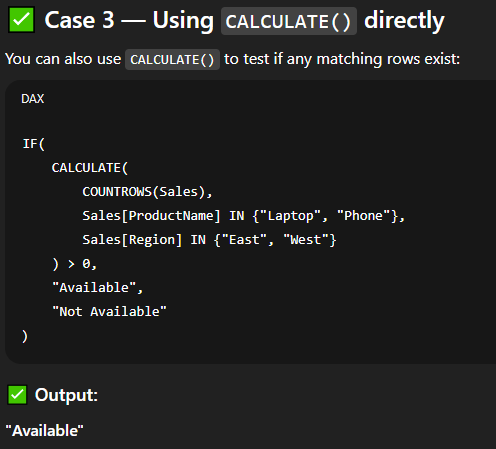 ✅ Case 3 — Using CALCULATE() directly
You can also use CALCULATE() to test if any matching rows exist:
DAX
IF(
    CALCULATE(
        COUNTROWS(Sales),
        Sales[ProductName] IN {"Laptop", "Phone"},
        Sales[Region] IN {"East", "West"}
    ) > 0,
    "Available",
    "Not Available"
)
✅ Output:
"Available"